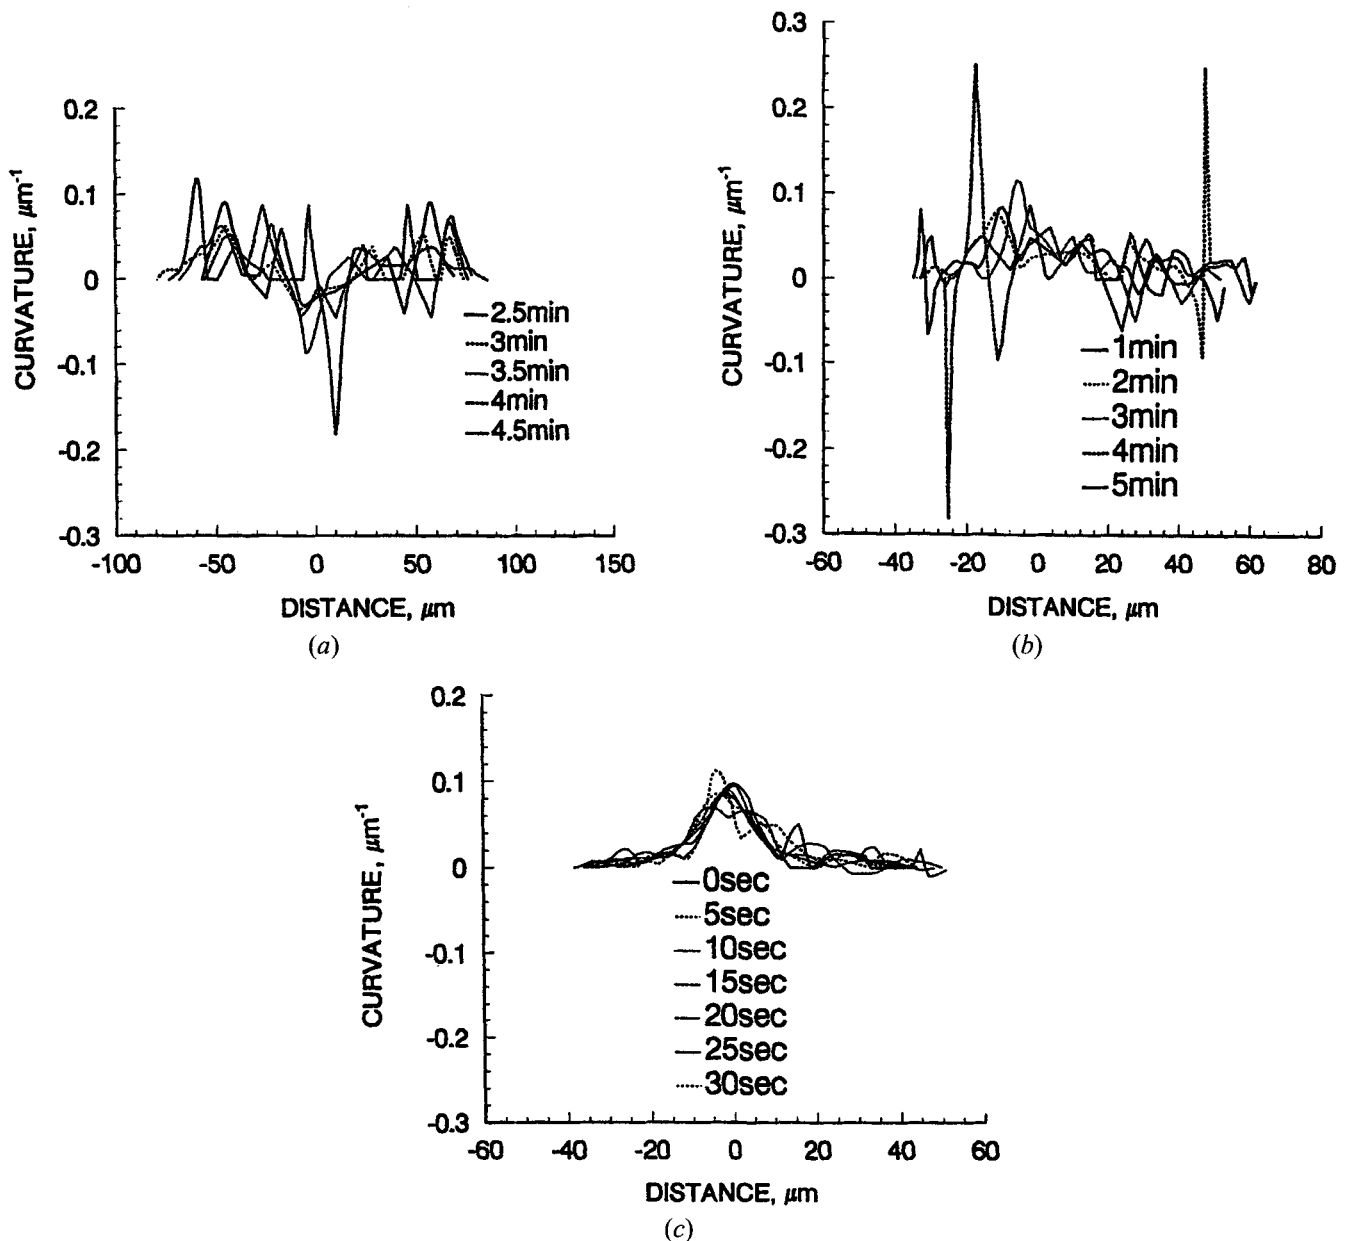 0.2
0.1
0
-0.1
-0.2
-0.3
CURVATURE, μm⁻¹
-100 -50 0 50 100 150
DISTANCE, μm
2.5min
3min
3.5min
4min
4.5min
(a)
0.3
0.2
0.1
0
-0.1
-0.2
-0.3
CURVATURE, μm⁻¹
-60 -40 -20 0 20 40 60 80
DISTANCE, μm
1min
2min
3min
4min
5min
(b)
0.2
0.1
0
-0.1
-0.2
-0.3
CURVATURE, μm⁻¹
-60 -40 -20 0 20 40 60
DISTANCE, μm
0sec
5sec
10sec
15sec
20sec
25sec
30sec
(c)